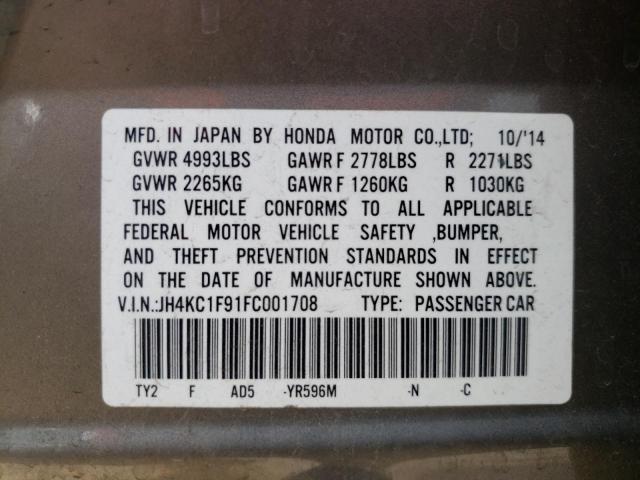 MFD. IN JAPAN BY HONDA MOTOR CO.,LTD; 10/'14
GVWR 4993LBS GAWR F 2778LBS R 2271LBS
GVWR 2265KG GAWR F 1260KG R 1030KG
THIS VEHICLE CONFORMS TO ALL APPLICABLE
FEDERAL MOTOR VEHICLE SAFETY ,BUMPER,
AND THEFT PREVENTION STANDARDS IN EFFECT
ON THE DATE OF MANUFACTURE SHOWN ABOVE.
V.I.N.:JH4KC1F91FC001708 TYPE: PASSENGER CAR
TY2 F AD5 -YR596M -N -C